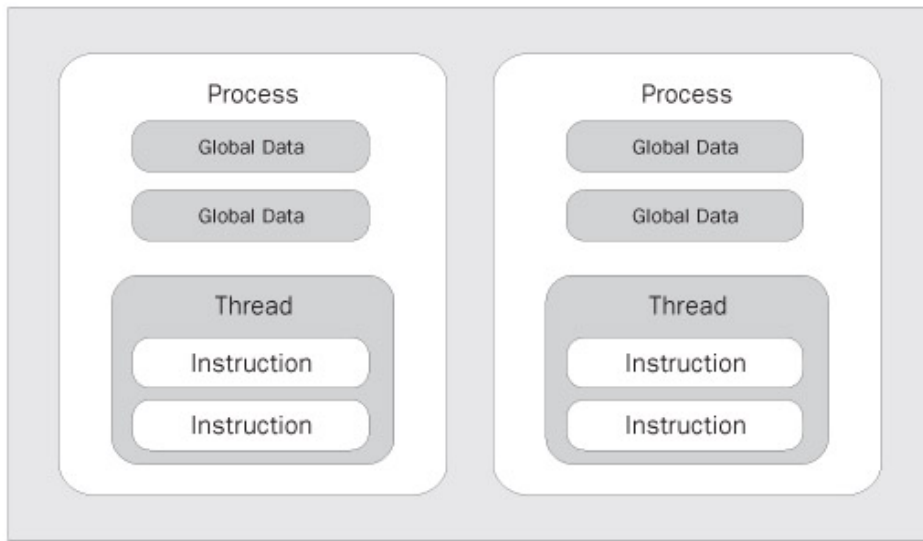 Process
Global Data
Global Data
Thread
Instruction
Instruction
Process
Global Data
Global Data
Thread
Instruction
Instruction